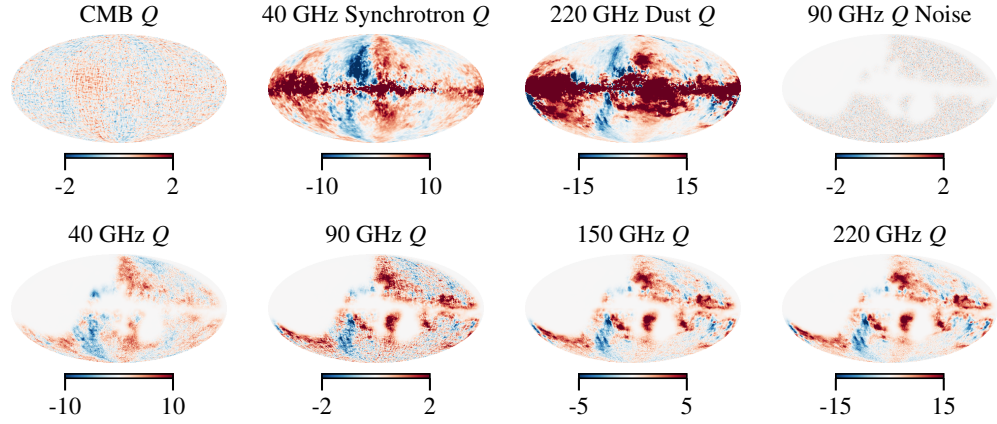 CMB Q 40 GHz Synchrotron Q 220 GHz Dust Q 90 GHz Q Noise
-2 2 -10 10 -15 15 -2 2
40 GHz Q 90 GHz Q 150 GHz Q 220 GHz Q
-10 10 -2 2 -5 5 -15 15